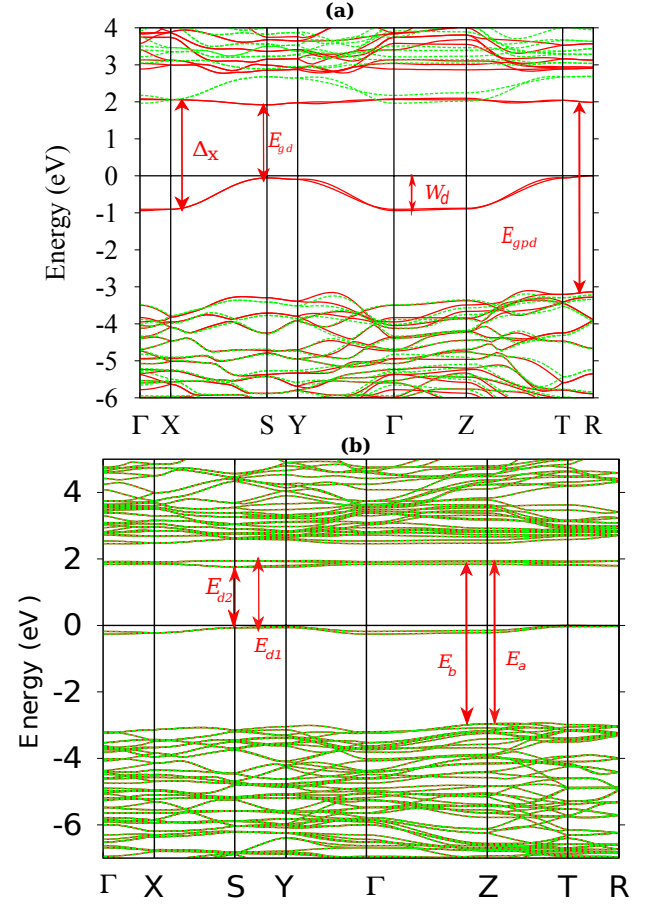 (a)
Energy (eV)
4
3
2
1
0
-1
-2
-3
-4
-5
-6
Δx
Egd
Wd
Egpd
Γ X S Y Γ Z T R
(b)
Energy (eV )
4
2
0
-2
-4
-6
Ed2
Ed1
Eb
Ea
Γ X S Y Γ Z T R